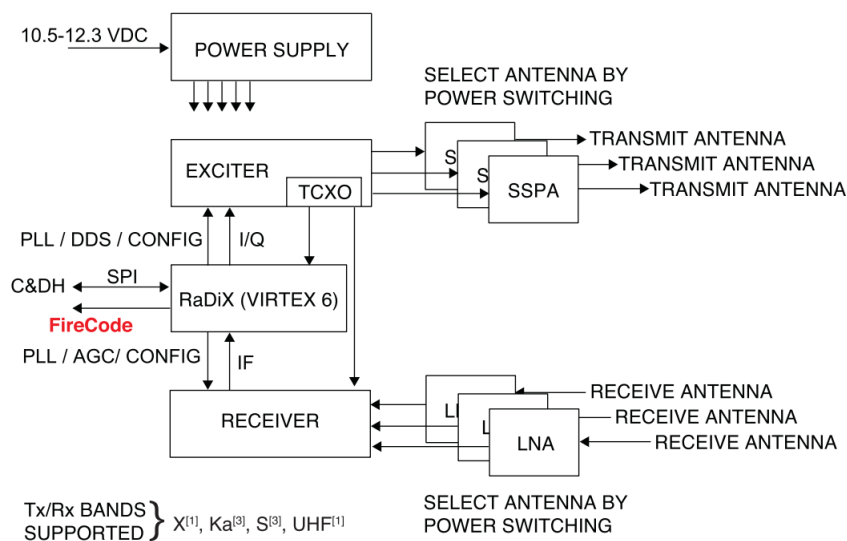 10.5-12.3 VDC
POWER SUPPLY
SELECT ANTENNA BY
POWER SWITCHING
EXCITER
TCXO
S
S
SSPA
TRANSMIT ANTENNA
TRANSMIT ANTENNA
TRANSMIT ANTENNA
PLL / DDS / CONFIG
I/Q
C&DH
SPI
RaDiX (VIRTEX 6)
FireCode
PLL / AGC/ CONFIG
IF
RECEIVER
L
L
LNA
RECEIVE ANTENNA
RECEIVE ANTENNA
RECEIVE ANTENNA
Tx/Rx BANDS
SUPPORTED } X[1], Ka[3], S[3], UHF[1]
SELECT ANTENNA BY
POWER SWITCHING